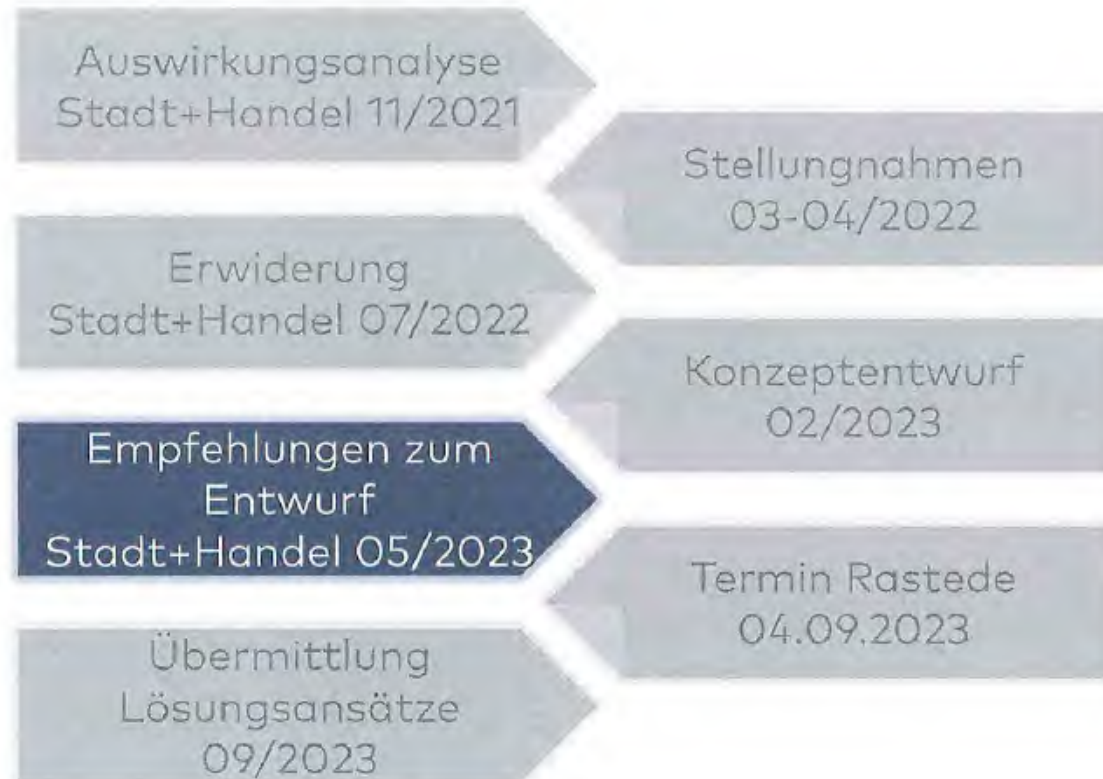 Auswirkungsanalyse
Stadt+Handel 11/2021
Stellungnahmen
03-04/2022
Erwiderung
Stadt+Handel 07/2022
Konzeptentwurf
02/2023
Empfehlungen zum
Entwurf
Stadt+Handel 05/2023
Termin Rastede
04.09.2023
Übermittlung
Lösungsansätze
09/2023